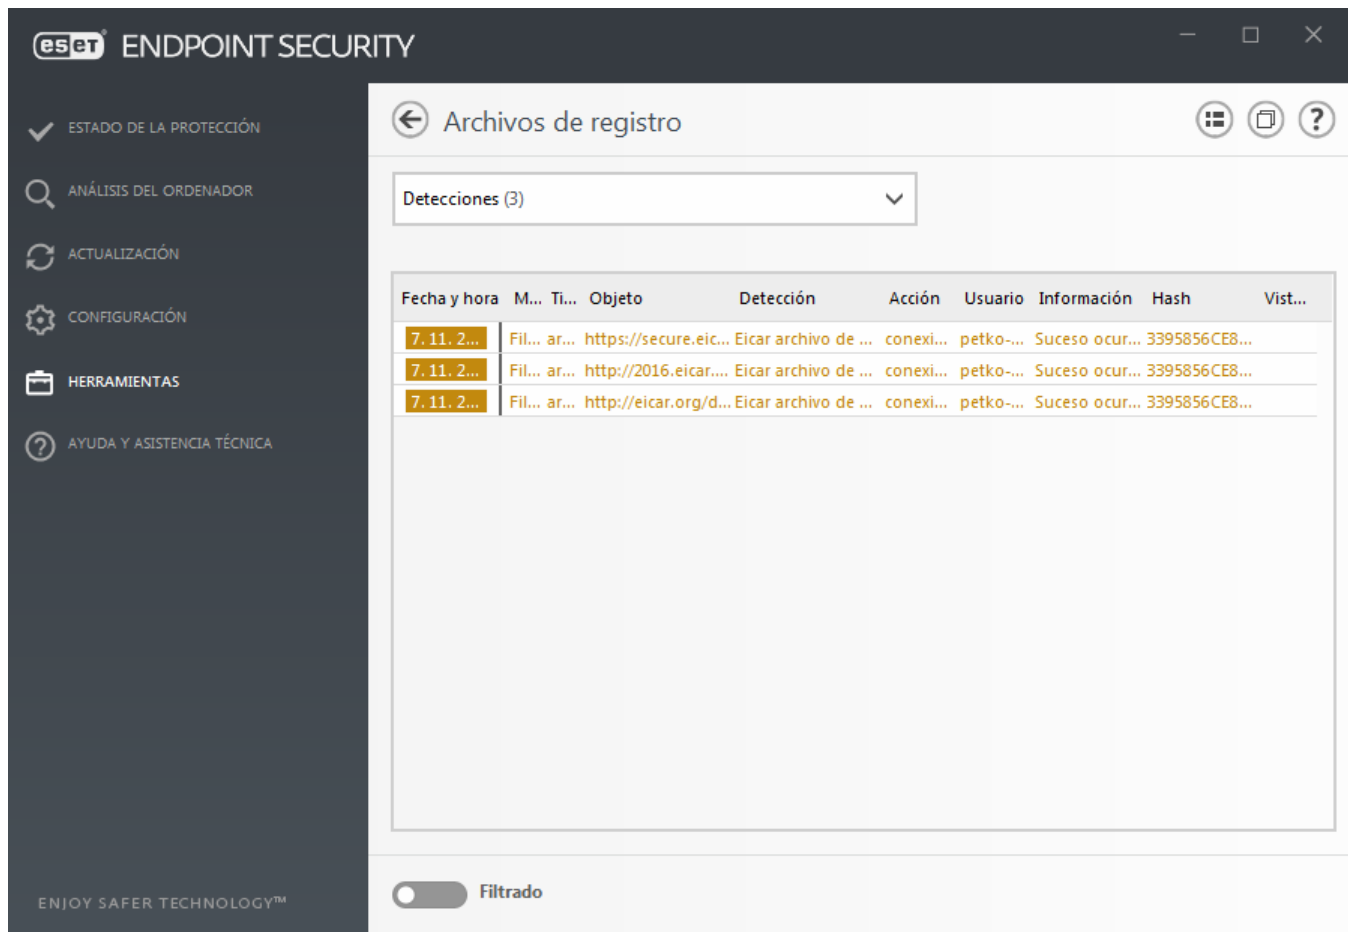 eset ENDPOINT SECURITY
ESTADO DE LA PROTECCIÓN
ANÁLISIS DEL ORDENADOR
ACTUALIZACIÓN
CONFIGURACIÓN
HERRAMIENTAS
AYUDA Y ASISTENCIA TÉCNICA
ENJOY SAFER TECHNOLOGY™
Archivos de registro
Detecciones (3)
Fecha y hora M... Ti... Objeto Detección Acción Usuario Información Hash Vist...
7. 11. 2... Fil... ar... https://secure.eic... Eicar archivo de ... conexi... petko-... Suceso ocur... 3395856CE8...
7. 11. 2... Fil... ar... http://2016.eicar.... Eicar archivo de ... conexi... petko-... Suceso ocur... 3395856CE8...
7. 11. 2... Fil... ar... http://eicar.org/d... Eicar archivo de ... conexi... petko-... Suceso ocur... 3395856CE8...
Filtrado